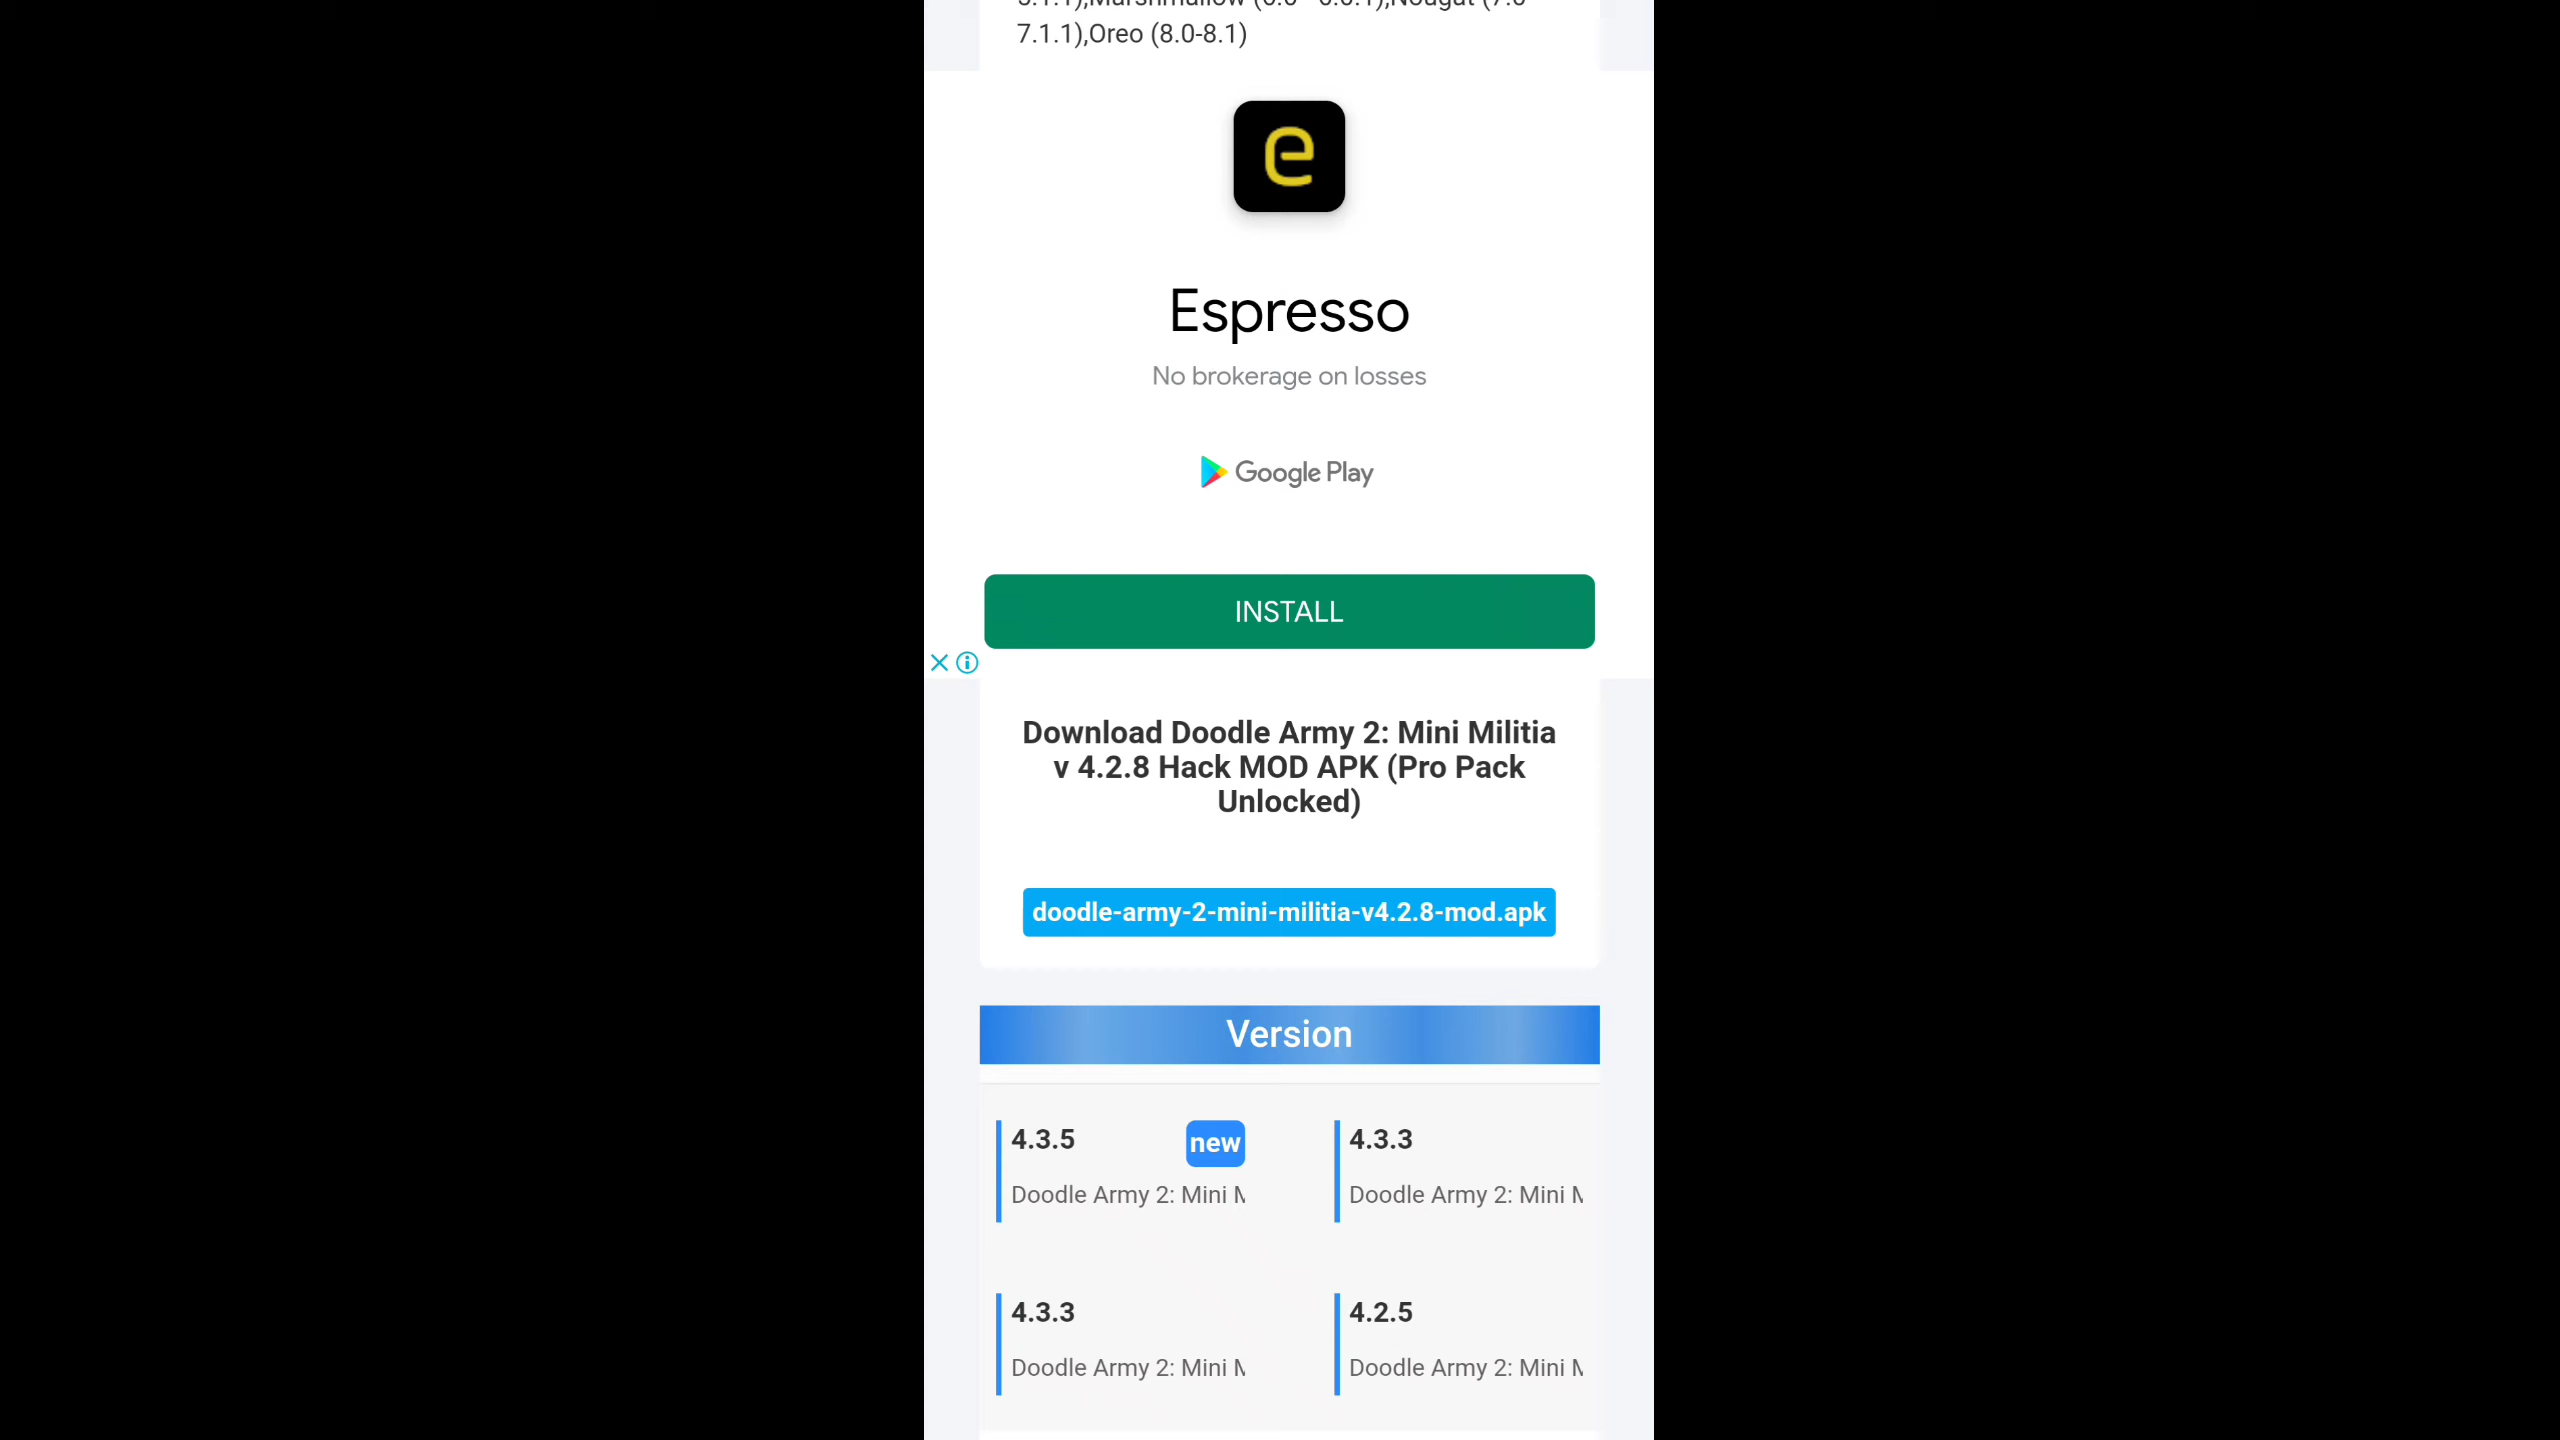 7.1.1),Oreo (8.0-8.1)
e
Espresso
No brokerage on losses
Google Play
INSTALL
Download Doodle Army 2: Mini Militia
v 4.2.8 Hack MOD APK (Pro Pack
Unlocked)
doodle-army-2-mini-militia-v4.2.8-mod.apk
Version
4.3.5 new
Doodle Army 2: Mini
4.3.3
Doodle Army 2: Mini
4.3.3
Doodle Army 2: Mini
4.2.5
Doodle Army 2: Mini